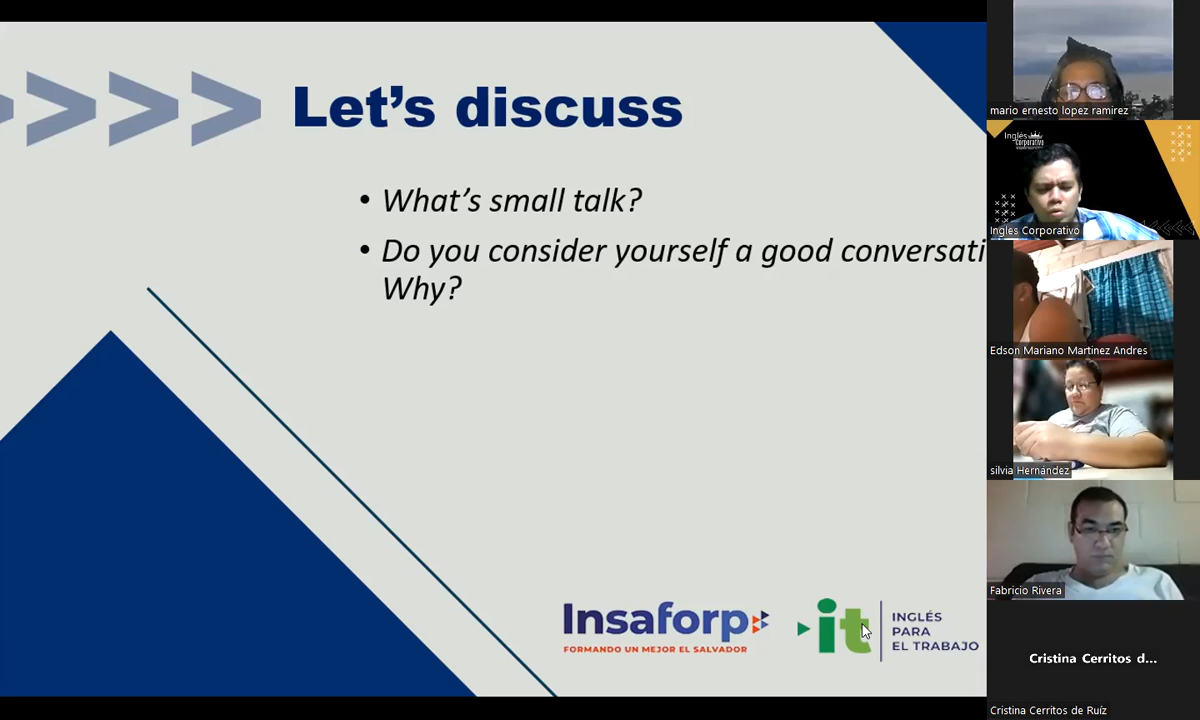 Let's discuss
• What's small talk?
• Do you consider yourself a good conversati
Why?
Insaforp
FORMANDO UN MEJOR EL SALVADOR
it
INGLÉS
PARA
EL TRABAJO
mario ernesto lopez ramirez
Inglés
Corporativo
Ingles Corporativo
Edson Mariano Martinez Andres
silvia Hernández
Fabricio Rivera
Cristina Cerritos d...
Cristina Cerritos de Ruíz